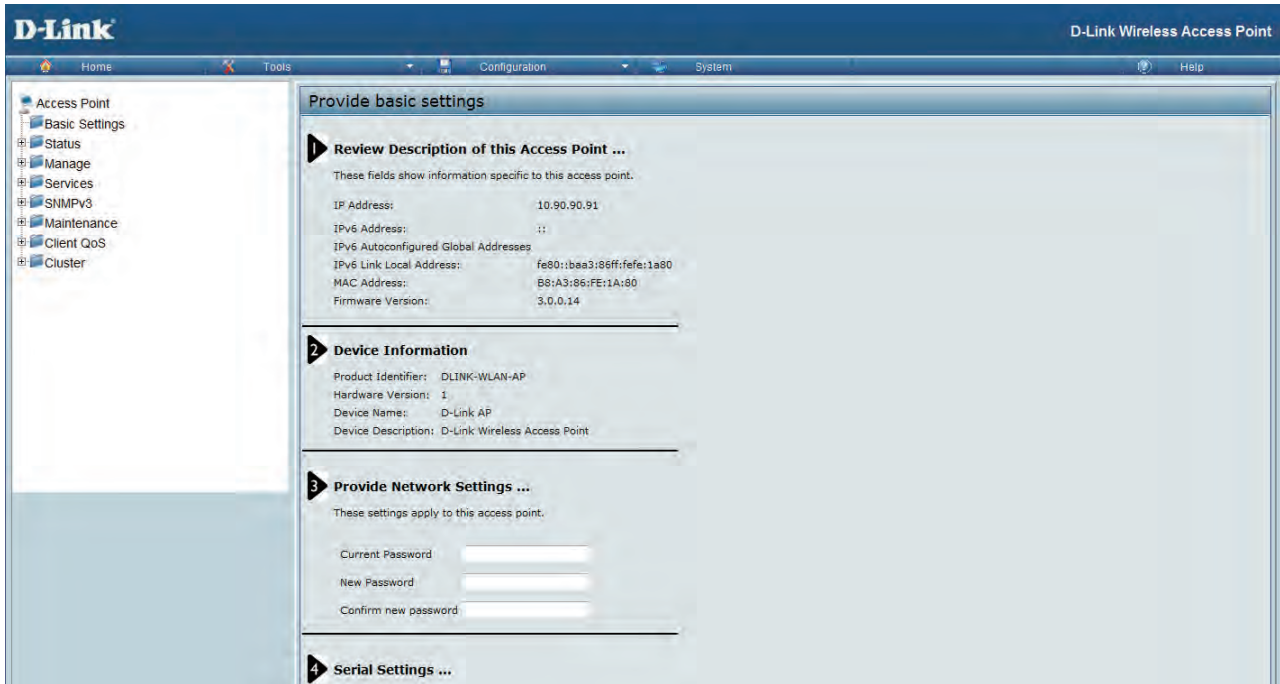 D-Link
D-Link Wireless Access Point
Home Tools Configuration System Help
Access Point
Basic Settings
Status
Manage
Services
SNMPv3
Maintenance
Client QoS
Cluster
Provide basic settings
1 Review Description of this Access Point ...
These fields show information specific to this access point.
IP Address: 10.90.90.91
IPv6 Address: ::
IPv6 Autoconfigured Global Addresses
IPv6 Link Local Address: fe80::baa3:86ff:fefe:1a80
MAC Address: B8:A3:86:FE:1A:80
Firmware Version: 3.0.0.14
2 Device Information
Product Identifier: DLINK-WLAN-AP
Hardware Version: 1
Device Name: D-Link AP
Device Description: D-Link Wireless Access Point
3 Provide Network Settings ...
These settings apply to this access point.
Current Password
New Password
Confirm new password
4 Serial Settings ...